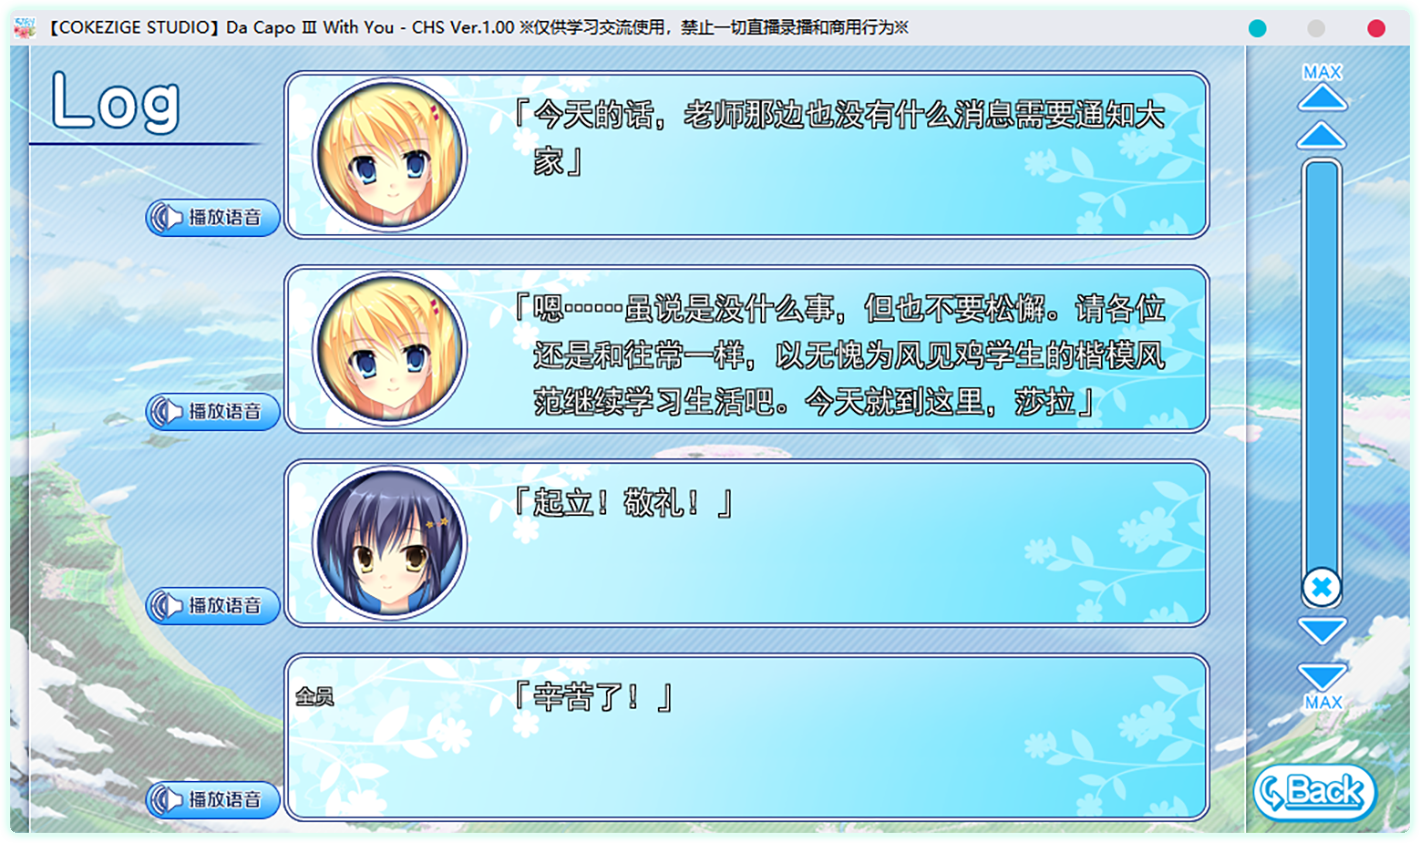 【COKEZIGE STUDIO】Da Capo Ⅲ With You - CHS Ver.1.00 ※仅供学习交流使用，禁止一切直播录播和商用行为※
Log
MAX
「今天的话，老师那边也没有什么消息需要通知大
家」
播放语音
「嗯……虽说是没什么事，但也不要松懈。请各位
还是和往常一样，以无愧为风见鸡学生的楷模风
范继续学习生活吧。今天就到这里，莎拉」
播放语音
「起立！敬礼！」
播放语音
全员
「辛苦了！」
播放语音
MAX
Back